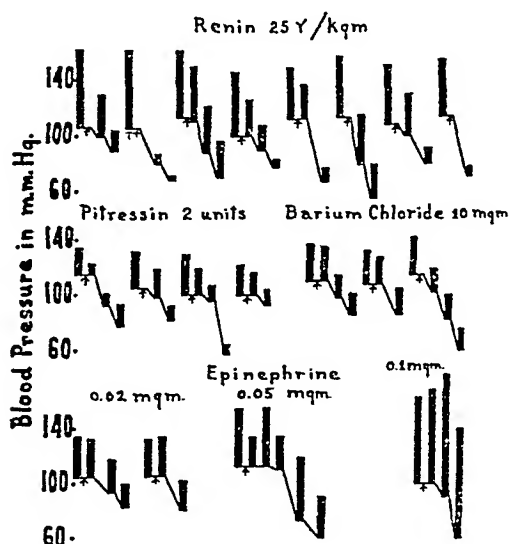 Renin 25 γ/kgm
140
100
60
Pitressin 2 units
Barium Chloride 10 mgm
140
100
60
Epinephrine
0.02 mgm.
0.05 mgm.
0.1 mgm.
140
100
60
Blood Pressure in m.m. Hg.